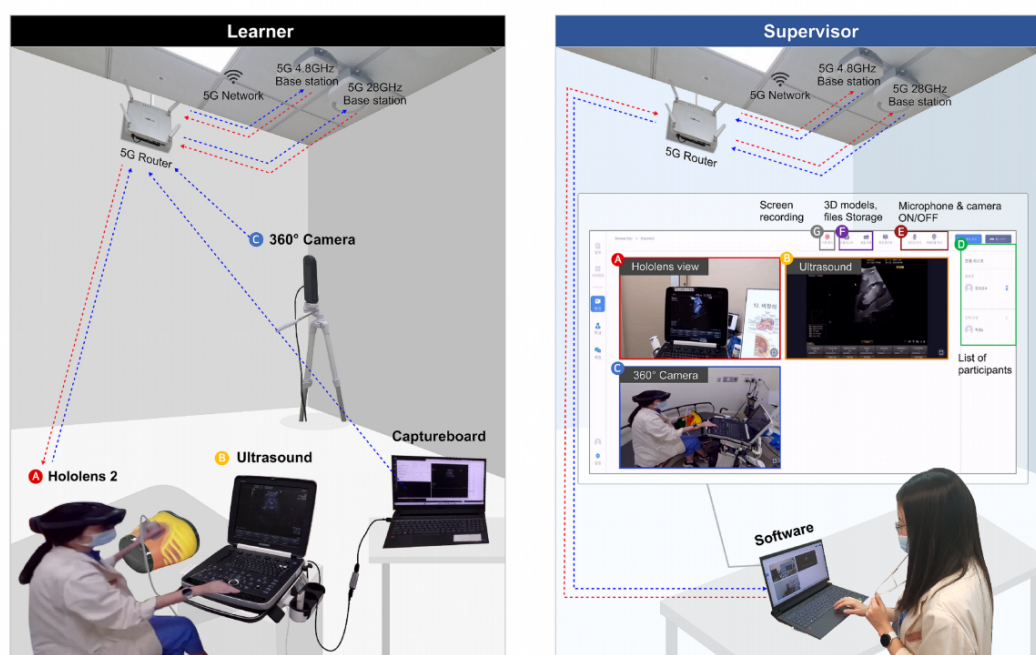 Learner
5G 4.8GHz
Base station
5G Network
5G 28GHz
Base station
5G Router
C 360° Camera
Captureboard
B Ultrasound
A Hololens 2
Supervisor
5G 4.8GHz
Base station
5G Network
5G 28GHz
Base station
5G Router
Screen
recording
3D models,
files Storage
Microphone & camera
ON/OFF
G
F
E
D
A
Hololens view
B
Ultrasound
List of
participants
C
360° Camera
Software